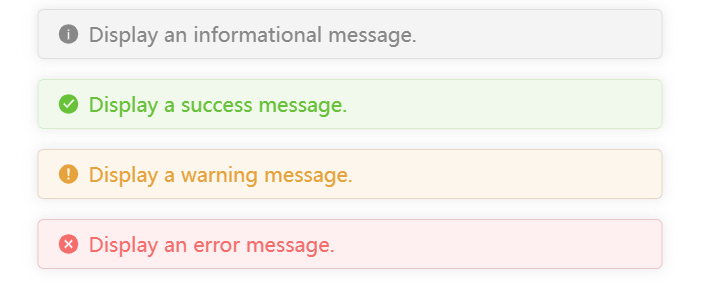 Display an informational message.
Display a success message.
Display a warning message.
Display an error message.